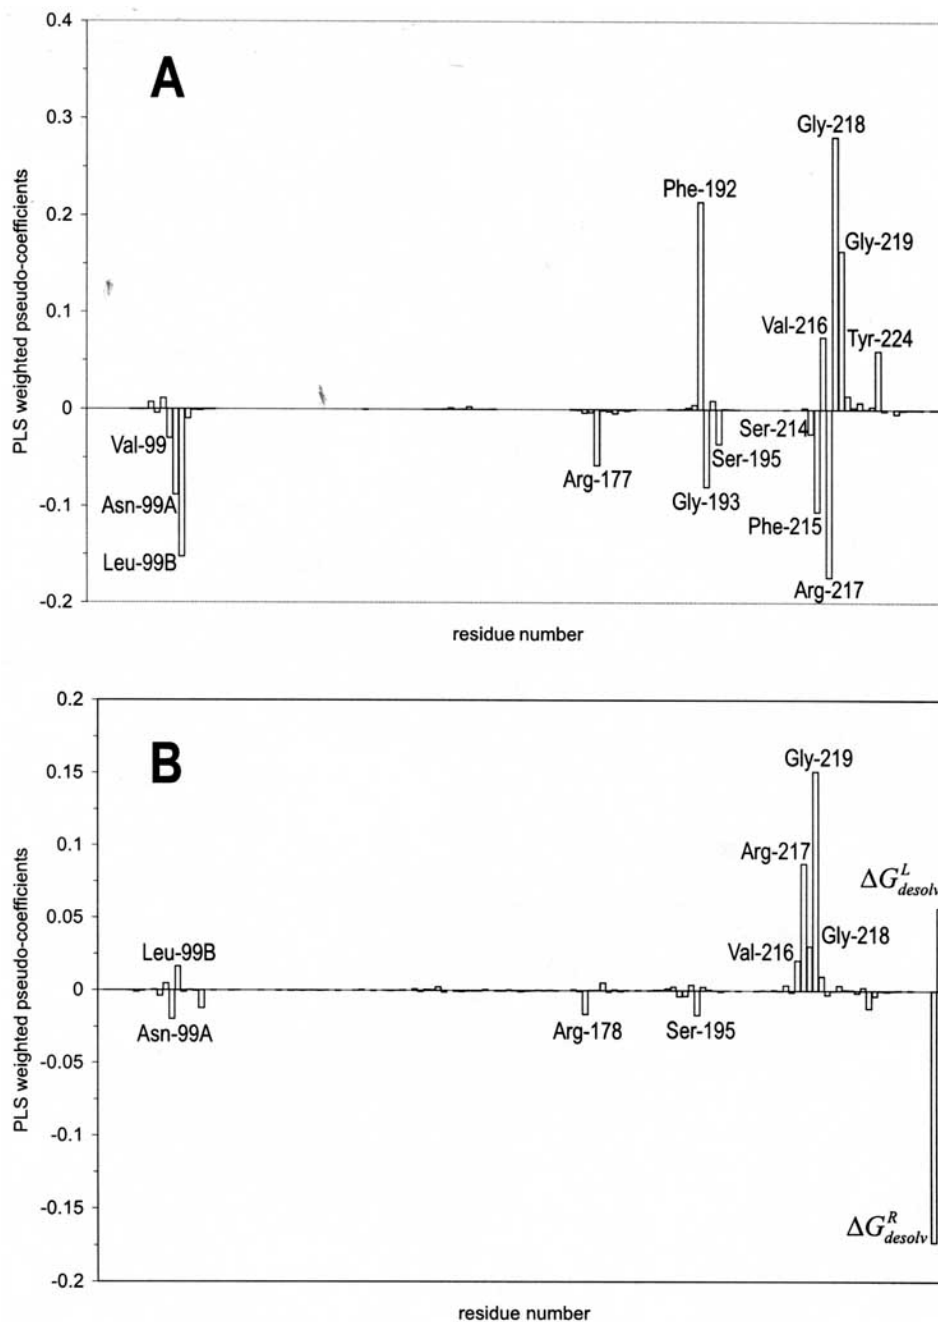 A
PLS weighted pseudo-coefficients
0.4
0.3
0.2
0.1
0
-0.1
-0.2
Gly-218
Phe-192
Gly-219
Val-216
Tyr-224
Val-99
Ser-214
Ser-195
Arg-177
Asn-99A
Gly-193
Phe-215
Leu-99B
Arg-217
residue number
B
PLS weighted pseudo-coefficients
0.2
0.15
0.1
0.05
0
-0.05
-0.1
-0.15
-0.2
Gly-219
Arg-217
ΔG^L_desolv
Leu-99B
Val-216
Gly-218
Asn-99A
Arg-178
Ser-195
ΔG^R_desolv
residue number